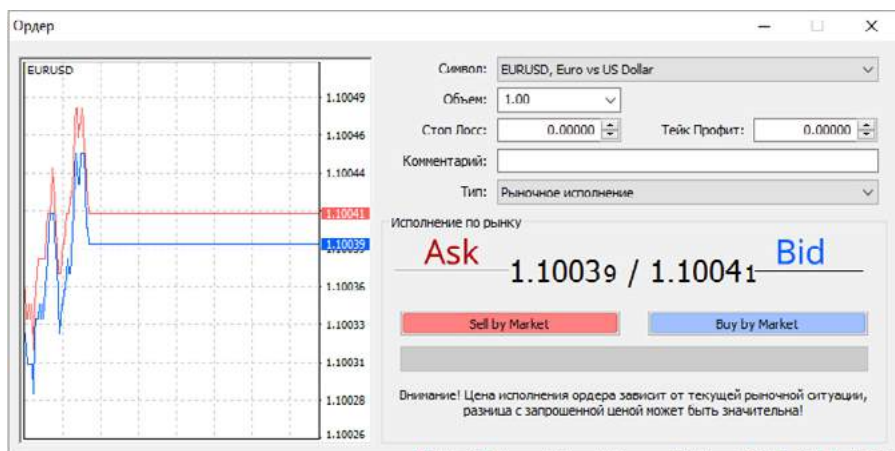 Ордер
EURUSD
1.10049
1.10046
1.10044
1.10041
1.10039
1.10036
1.10033
1.10031
1.10028
1.10026
Символ: EURUSD, Euro vs US Dollar
Объем: 1.00
Стоп Лосс: 0.00000 Тейк Профит: 0.00000
Комментарий:
Тип: Рыночное исполнение
Исполнение по рынку
Ask Bid
1.10039 / 1.10041
Sell by Market Buy by Market
Внимание! Цена исполнения ордера зависит от текущей рыночной ситуации,
разница с запрошенной ценой может быть значительна!